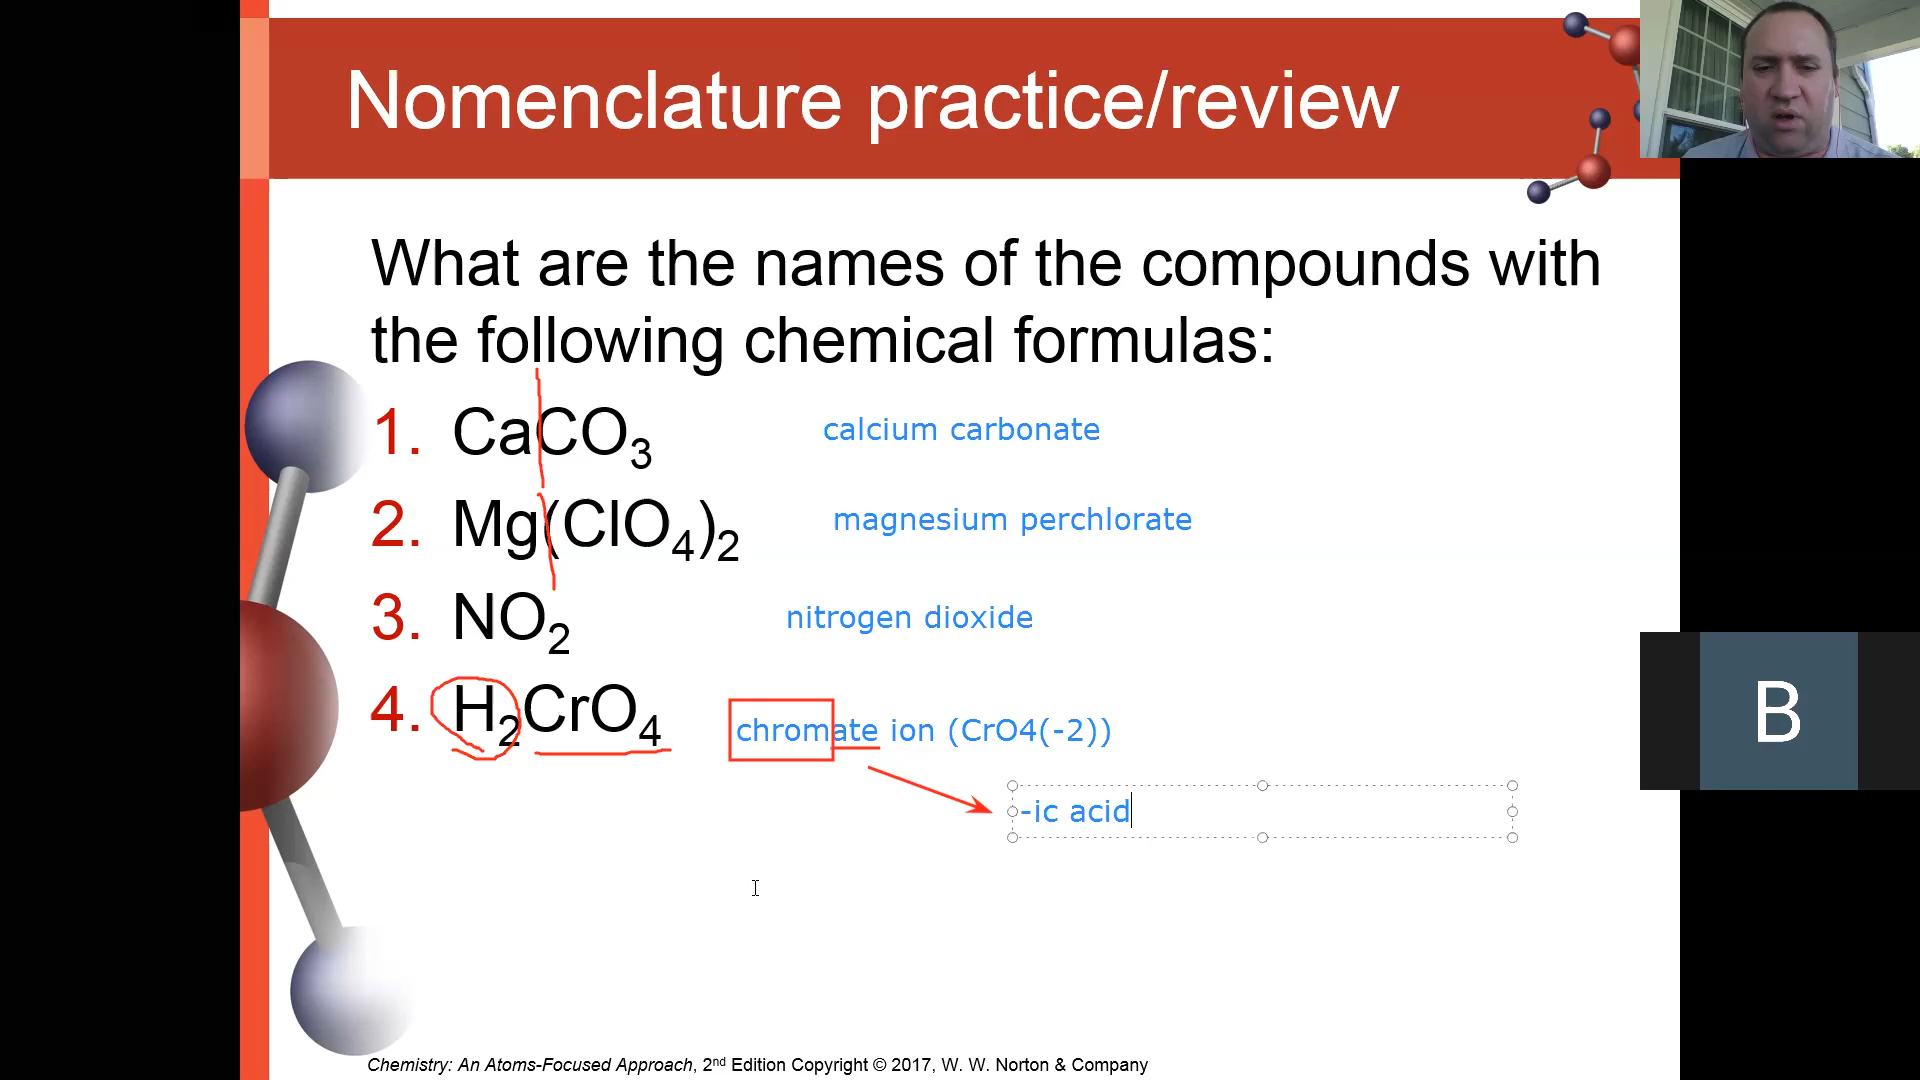 Nomenclature practice/review
What are the names of the compounds with
the following chemical formulas:
1. CaCO₃ calcium carbonate
2. Mg(ClO₄)₂ magnesium perchlorate
3. NO₂ nitrogen dioxide
4. H₂CrO₄ chromate ion (CrO4(-2))
-ic acid
B
Chemistry: An Atoms-Focused Approach, 2nd Edition Copyright © 2017, W. W. Norton & Company